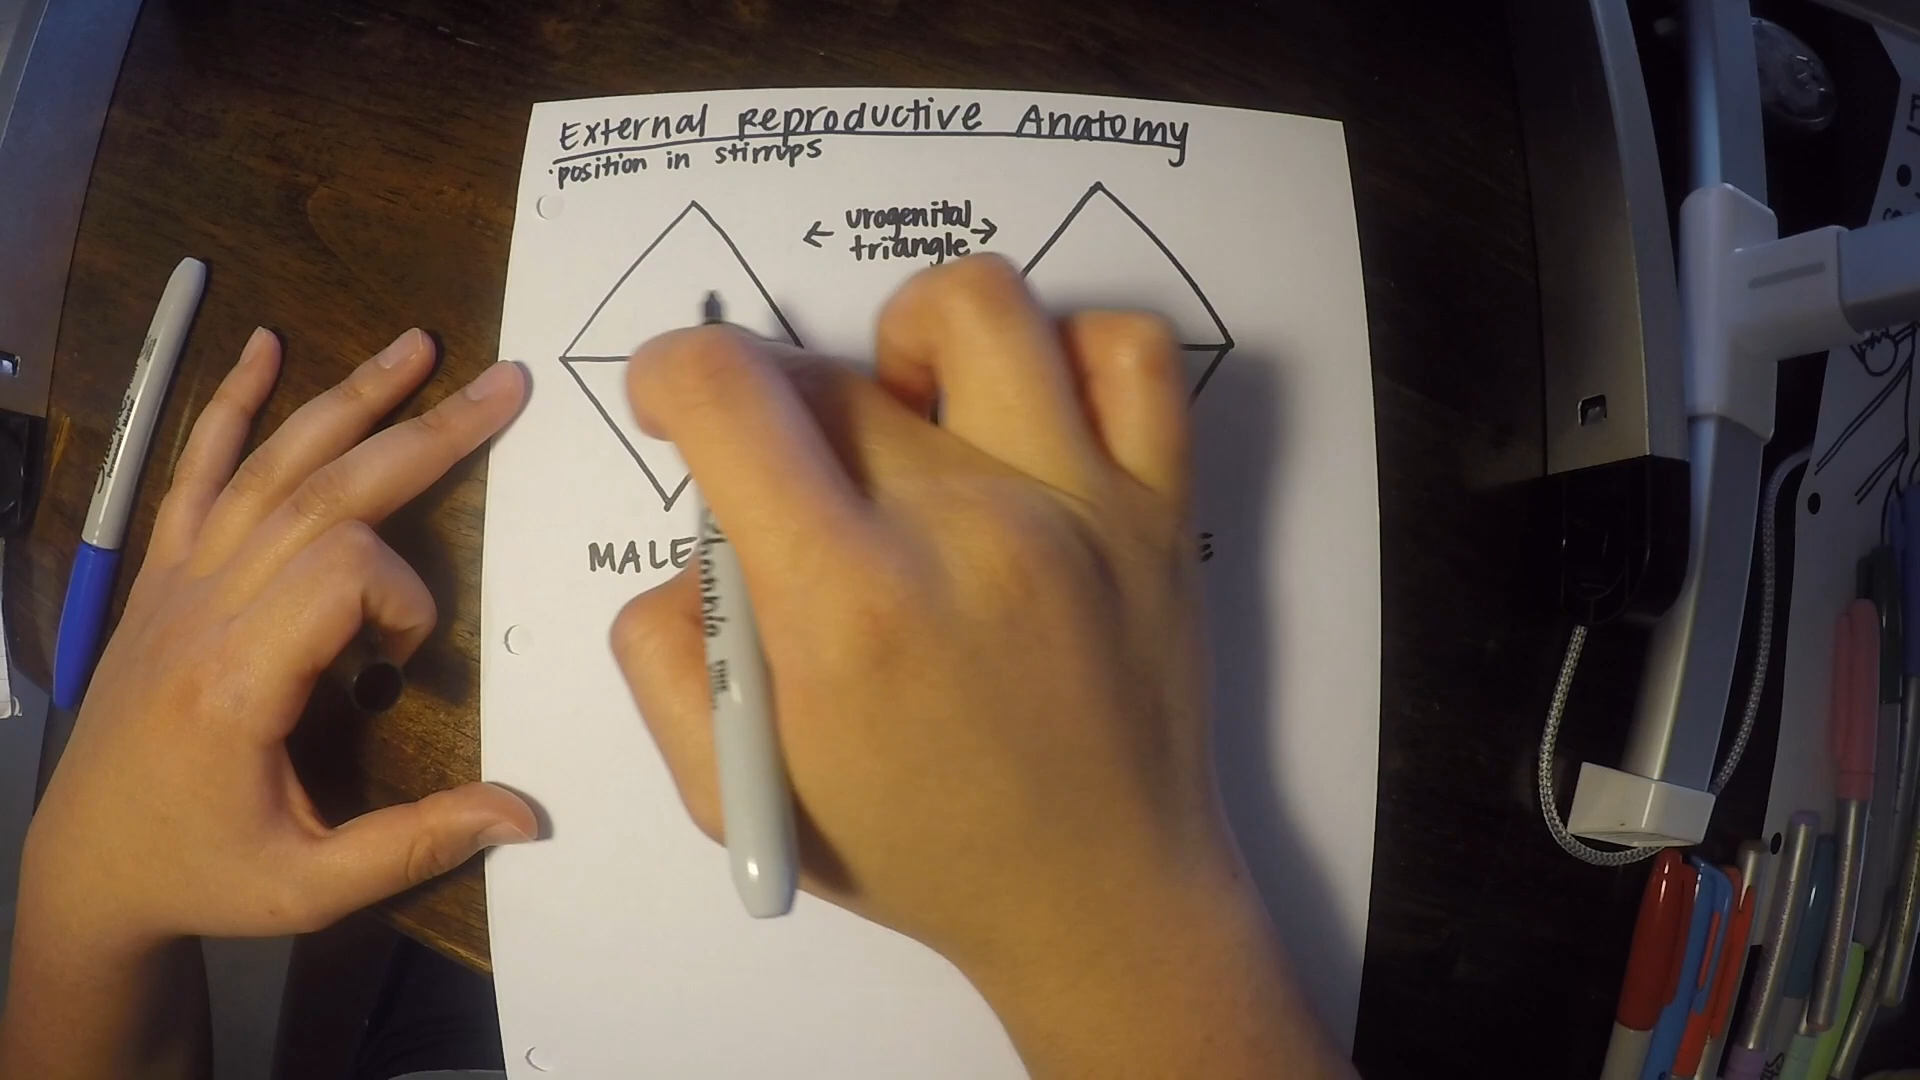 External Reproductive Anatomy
·position in stirrups
← urogenital →
triangle
MALE